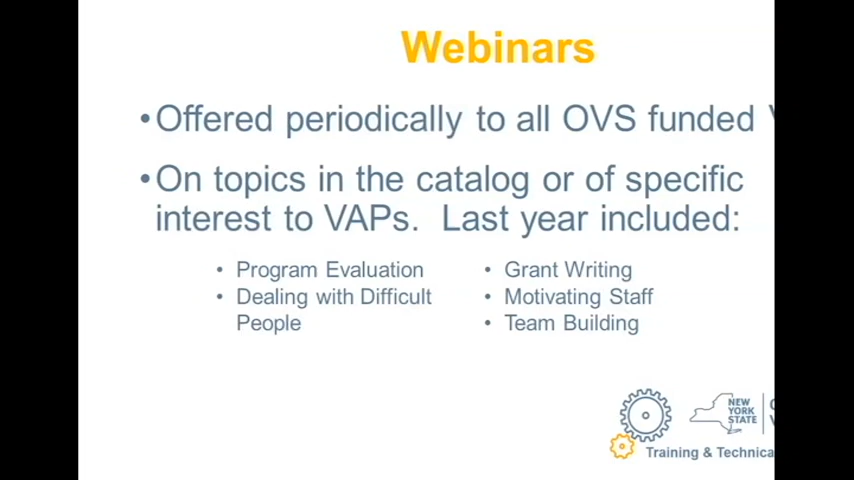 Webinars
•Offered periodically to all OVS funded
•On topics in the catalog or of specific
interest to VAPs. Last year included:
• Program Evaluation
• Dealing with Difficult
People
• Grant Writing
• Motivating Staff
• Team Building
NEW
YORK
STATE
Training & Technica